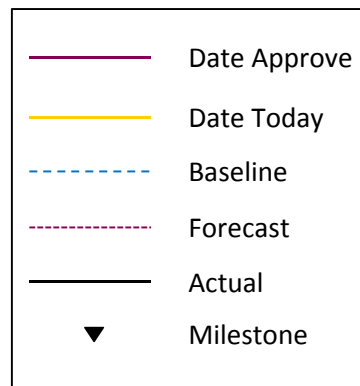 Date Approve
Date Today
Baseline
Forecast
Actual
Milestone